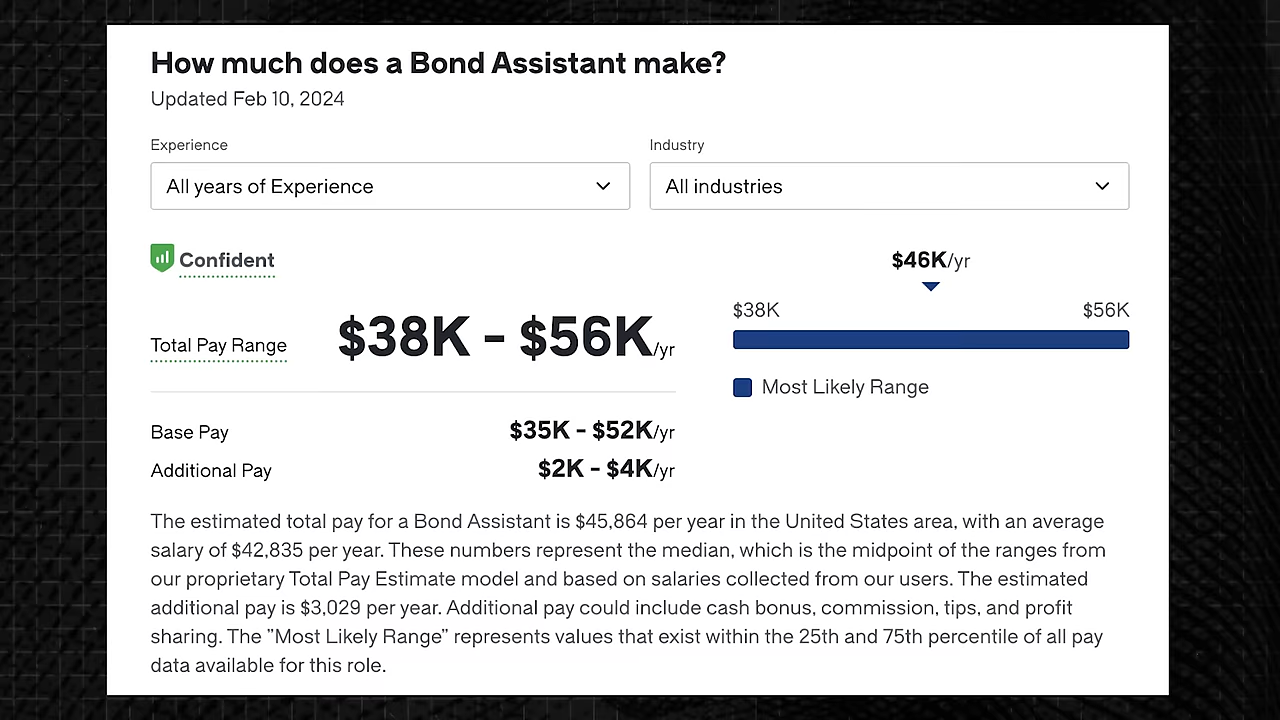 How much does a Bond Assistant make?
Updated Feb 10, 2024
Experience
Industry
All years of Experience
All industries
Confident
$46K/yr
$38K
$56K
Total Pay Range
$38K - $56K/yr
Most Likely Range
Base Pay
$35K - $52K/yr
Additional Pay
$2K - $4K/yr
The estimated total pay for a Bond Assistant is $45,864 per year in the United States area, with an average
salary of $42,835 per year. These numbers represent the median, which is the midpoint of the ranges from
our proprietary Total Pay Estimate model and based on salaries collected from our users. The estimated
additional pay is $3,029 per year. Additional pay could include cash bonus, commission, tips, and profit
sharing. The ”Most Likely Range” represents values that exist within the 25th and 75th percentile of all pay
data available for this role.